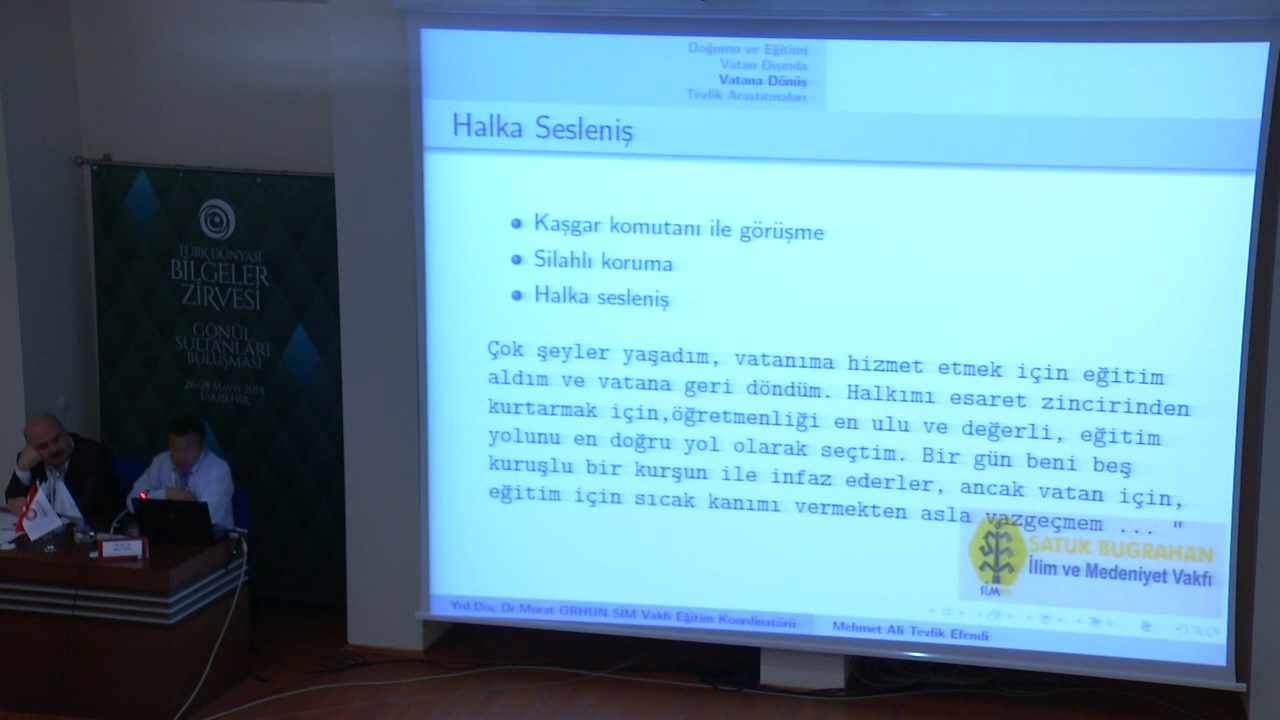 Doğumu ve Eğitimi
Vatan Dışında
Vatana Dönüş
Tevfik Araştırmaları
Halka Sesleniş
Kaşgar komutanı ile görüşme
Silahlı koruma
Halka sesleniş
Çok şeyler yaşadım, vatanıma hizmet etmek için eğitim
aldım ve vatana geri döndüm. Halkımı esaret zincirinden
kurtarmak için,öğretmenliği en ulu ve değerli, eğitim
yolunu en doğru yol olarak seçtim. Bir gün beni beş
kuruşlu bir kurşun ile infaz ederler, ancak vatan için,
eğitim için sıcak kanımı vermekten asla vazgeçmem ... "
SATUK BUGRAHAN
İlim ve Medeniyet Vakfı
SİM
Yrd.Doç.Dr.Murat ORHUN SİM Vakfı Eğitim Koordinatörü
Mehmet Ali Tevfik Efendi
TÜRK DÜNYASI
BİLGELER
ZİRVESİ
GÖNÜL
SULTANLARI
BULUŞMASI
26-28 MAYIS 2014
ESKİŞEHİR